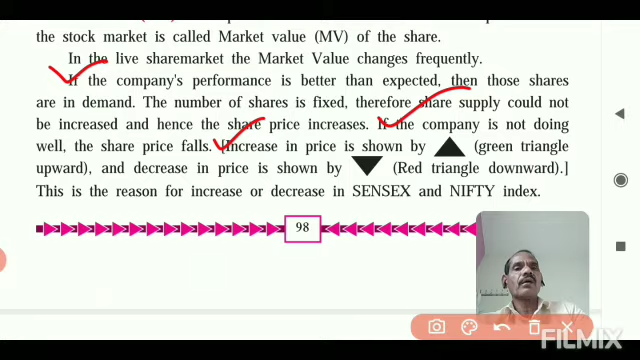 the stock market is called Market value (MV) of the share.
In the live sharemarket the Market Value changes frequently.
If the company's performance is better than expected, then those shares
are in demand. The number of shares is fixed, therefore share supply could not
be increased and hence the share price increases. If the company is not doing
well, the share price falls. [Increase in price is shown by ▲ (green triangle
upward), and decrease in price is shown by ▼ (Red triangle downward).]
This is the reason for increase or decrease in SENSEX and NIFTY index.
98
FILMIX